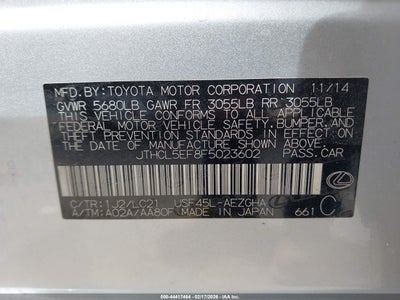 MFD.BY:TOYOTA MOTOR CORPORATION 11/14
GVWR 5680LB GAWR FR 3055LB RR 3055LB
THIS VEHICLE CONFORMS TO ALL APPLICABLE
FEDERAL MOTOR VEHICLE SAFETY,BUMPER,AND
THEFT PREVENTION STANDARDS IN EFFECT ON
THE DATE OF MANUFACTURE SHOWN ABOVE.
JTHCL5EF8F5023602 PASS.CAR
C/TR:1J2/LC21 USF45L-AEZGHA
A/TM:A02A/AA80F MADE IN JAPAN 661 C
LEXUS
# 44417464 - 02/17/2026 - IAAI